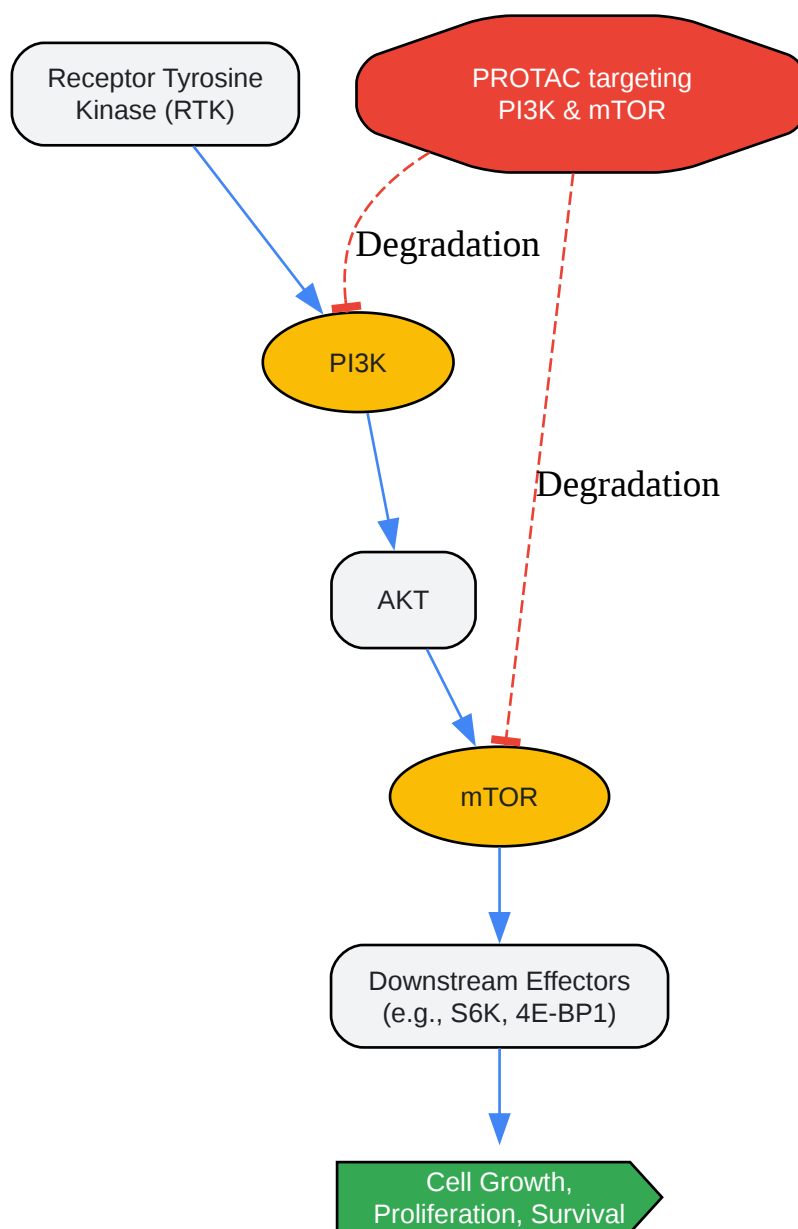 Receptor Tyrosine
Kinase (RTK)
PROTAC targeting
PI3K & mTOR
Degradation
PI3K
Degradation
AKT
mTOR
Downstream Effectors
(e.g., S6K, 4E-BP1)
Cell Growth,
Proliferation, Survival